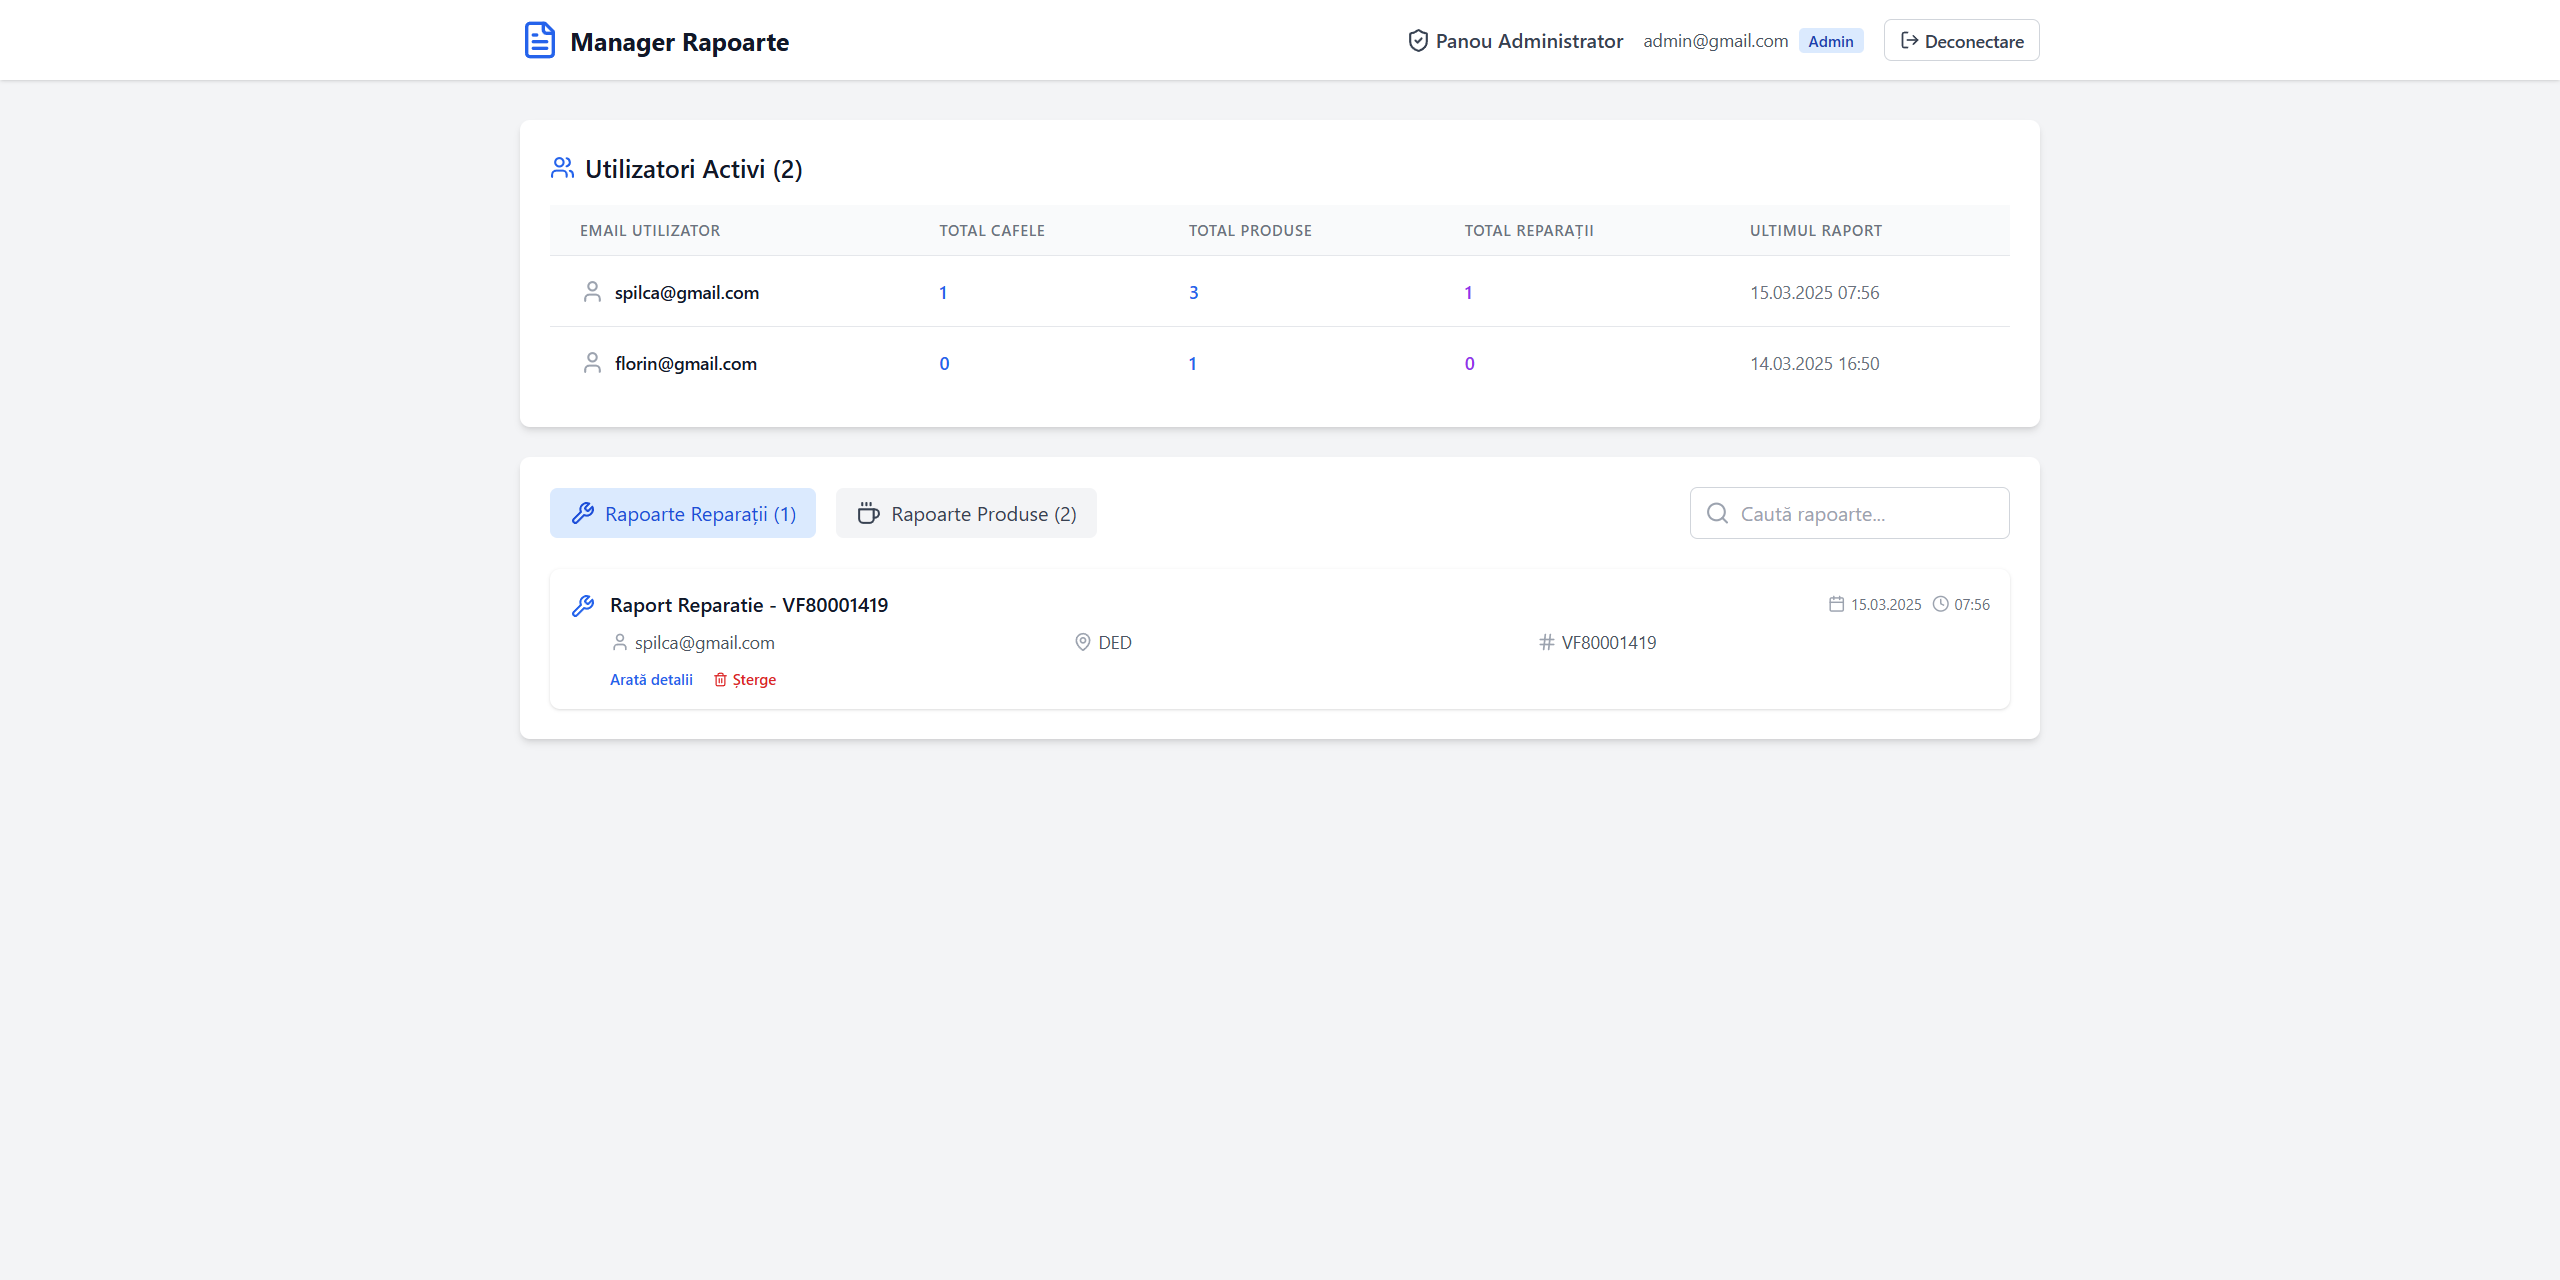 Manager Rapoarte
Panou Administrator admin@gmail.com Admin Deconectare
Utilizatori Activi (2)
EMAIL UTILIZATOR TOTAL CAFELE TOTAL PRODUSE TOTAL REPARAȚII ULTIMUL RAPORT
spilca@gmail.com 1 3 1 15.03.2025 07:56
florin@gmail.com 0 1 0 14.03.2025 16:50
Rapoarte Reparații (1) Rapoarte Produse (2) Caută rapoarte...
Raport Reparatie - VF80001419 15.03.2025 07:56
spilca@gmail.com DED # VF80001419
Arată detalii Șterge